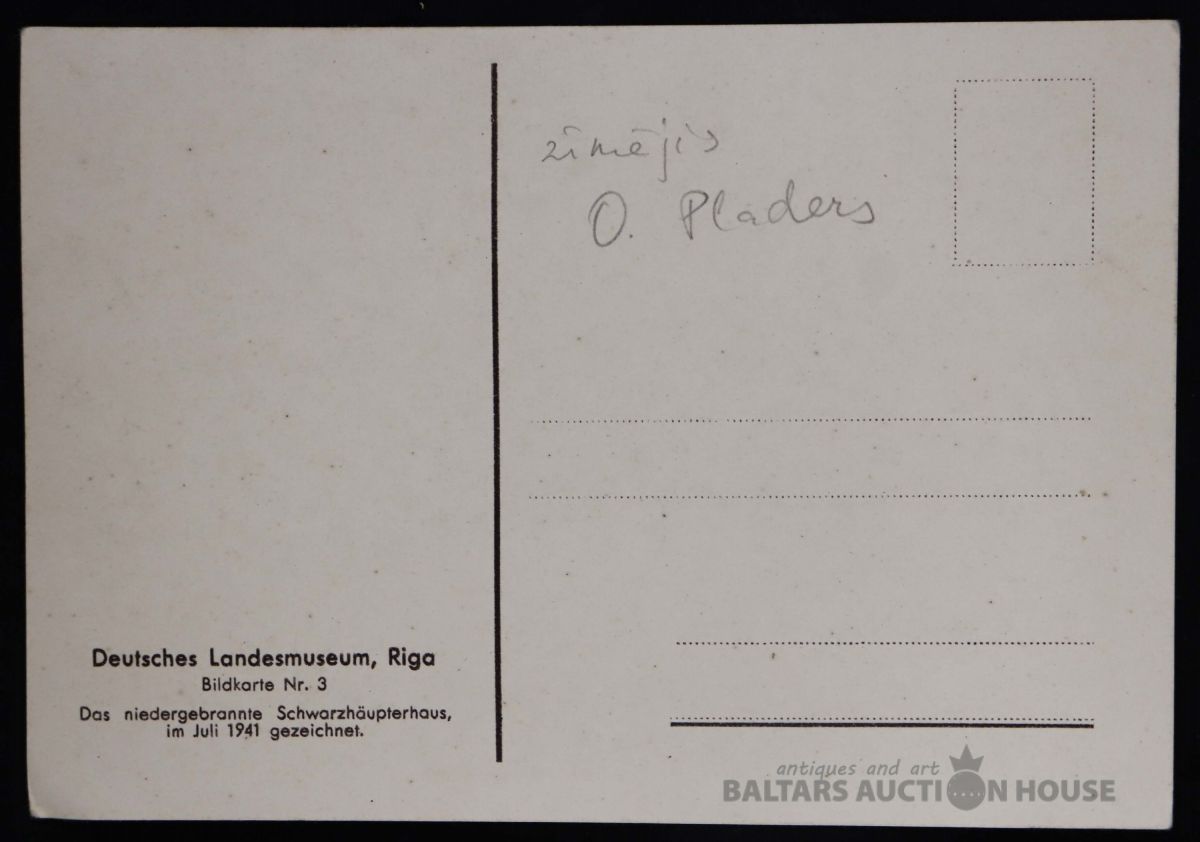 zīmējis
O. Pladers
Deutsches Landesmuseum, Riga
Bildkarte Nr. 3
Das niedergebrannte Schwarzhäupterhaus,
im Juli 1941 gezeichnet.
antiques and art
BALTARS AUCTION HOUSE